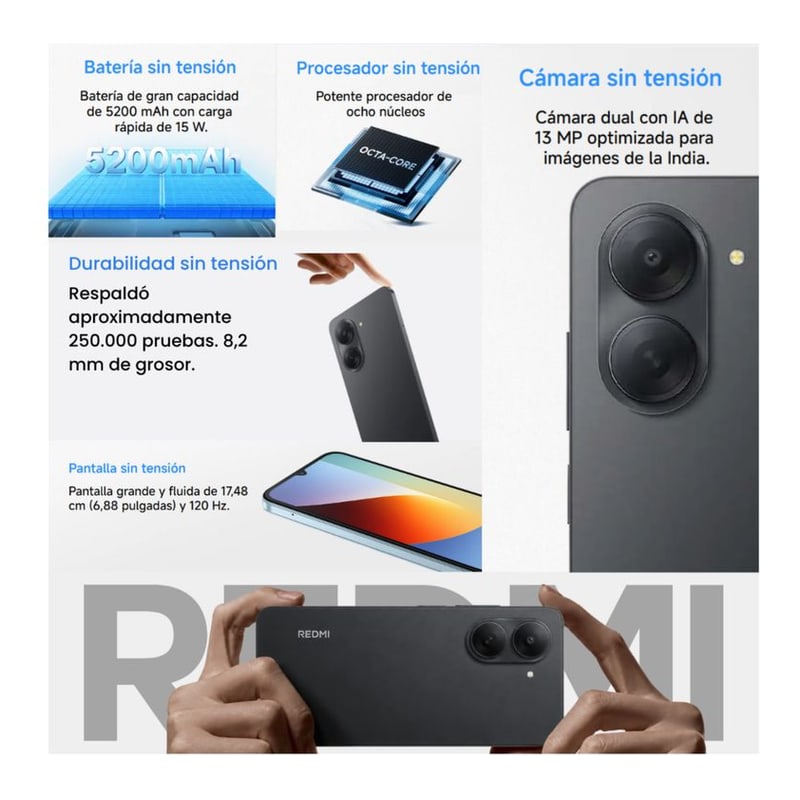 Batería sin tensión
Batería de gran capacidad
de 5200 mAh con carga
rápida de 15 W.
5200mAh
Procesador sin tensión
Potente procesador de
ocho núcleos
OCTA-CORE
Cámara sin tensión
Cámara dual con IA de
13 MP optimizada para
imágenes de la India.
Durabilidad sin tensión
Respaldó
aproximadamente
250.000 pruebas. 8,2
mm de grosor.
Pantalla sin tensión
Pantalla grande y fluida de 17,48
cm (6,88 pulgadas) y 120 Hz.
REDMI
REDMI